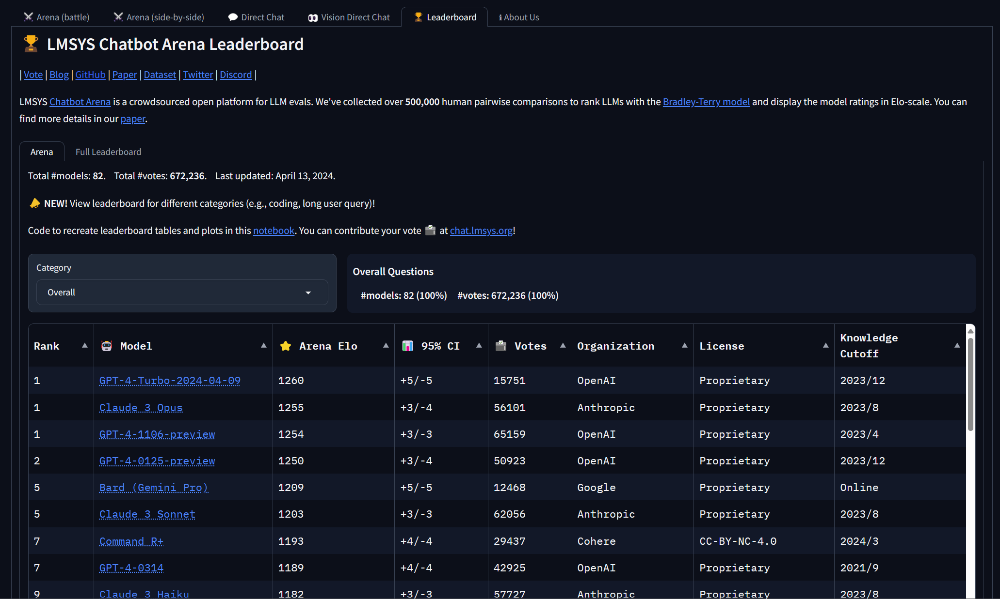 Arena (battle) Arena (side-by-side) Direct Chat Vision Direct Chat Leaderboard ℹ About Us
LMSYS Chatbot Arena Leaderboard
| Vote | Blog | GitHub | Paper | Dataset | Twitter | Discord |
LMSYS Chatbot Arena is a crowdsourced open platform for LLM evals. We've collected over 500,000 human pairwise comparisons to rank LLMs with the Bradley-Terry model and display the model ratings in Elo-scale. You can
find more details in our paper.
Arena Full Leaderboard
Total #models: 82. Total #votes: 672,236. Last updated: April 13, 2024.
NEW! View leaderboard for different categories (e.g., coding, long user query)!
Code to recreate leaderboard tables and plots in this notebook. You can contribute your vote at chat.lmsys.org!
Category
Overall
Overall Questions
#models: 82 (100%) #votes: 672,236 (100%)
Rank Model Arena Elo 95% CI Votes Organization License Knowledge Cutoff
1 GPT-4-Turbo-2024-04-09 1260 +5/-5 15751 OpenAI Proprietary 2023/12
1 Claude 3 Opus 1255 +3/-4 56101 Anthropic Proprietary 2023/8
1 GPT-4-1106-preview 1254 +3/-3 65159 OpenAI Proprietary 2023/4
2 GPT-4-0125-preview 1250 +3/-4 50923 OpenAI Proprietary 2023/12
5 Bard (Gemini Pro) 1209 +5/-5 12468 Google Proprietary Online
5 Claude 3 Sonnet 1203 +3/-3 62056 Anthropic Proprietary 2023/8
7 Command R+ 1193 +4/-4 29437 Cohere CC-BY-NC-4.0 2024/3
7 GPT-4-0314 1189 +4/-4 42925 OpenAI Proprietary 2021/9
9 Claude 3 Haiku 1182 +3/-3 57727 Anthropic Proprietary 2023/8